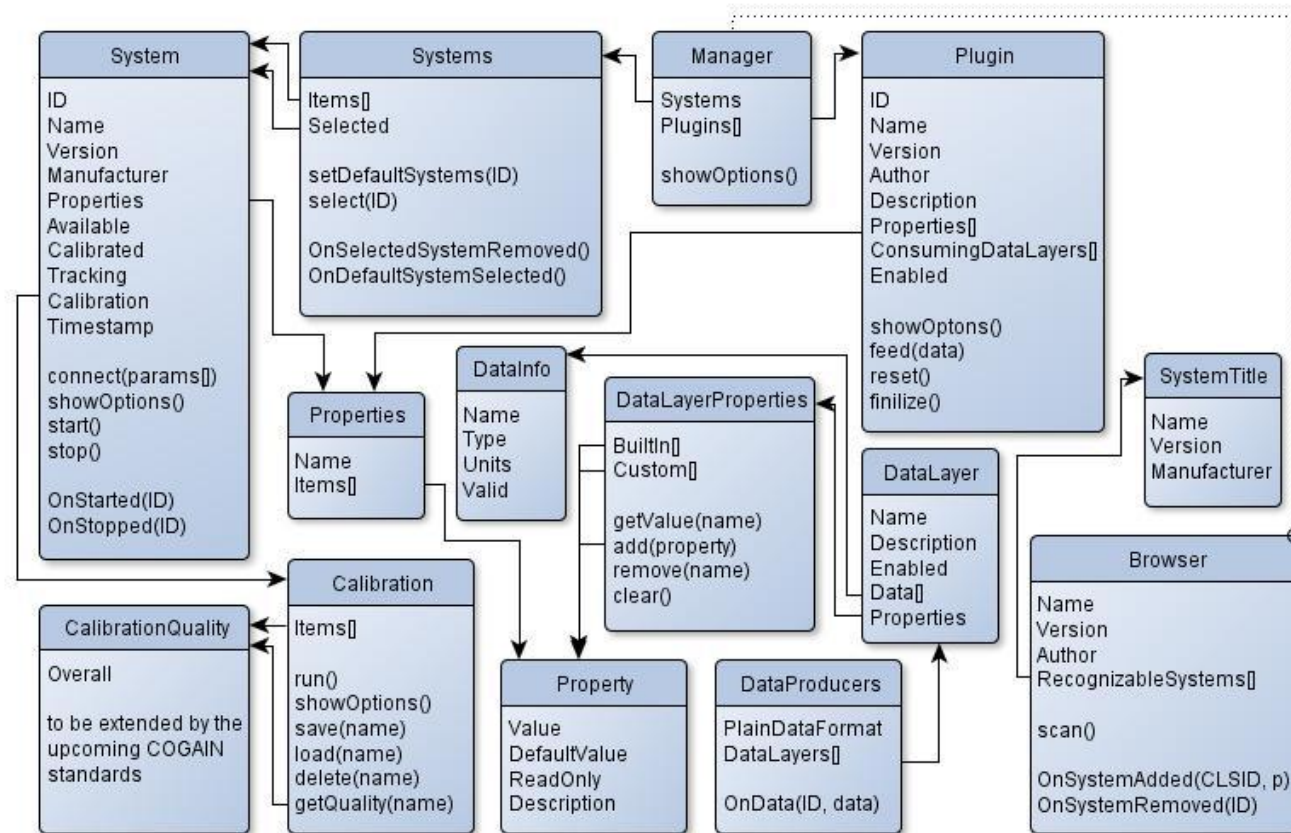 System
ID
Name
Version
Manufacturer
Properties
Available
Calibrated
Tracking
Calibration
Timestamp
connect(params[])
showOptions()
start()
stop()
OnStarted(ID)
OnStopped(ID)
Systems
Items[]
Selected
setDefaultSystems(ID)
select(ID)
OnSelectedSystemRemoved()
OnDefaultSystemSelected()
Manager
Systems
Plugins[]
showOptions()
Plugin
ID
Name
Version
Author
Description
Properties[]
ConsumingDataLayers[]
Enabled
showOptons()
feed(data)
reset()
finilize()
Properties
Name
Items[]
DataInfo
Name
Type
Units
Valid
DataLayerProperties
BuiltIn[]
Custom[]
getValue(name)
add(property)
remove(name)
clear()
DataLayer
Name
Description
Enabled
Data[]
Properties
SystemTitle
Name
Version
Manufacturer
CalibrationQuality
Overall
to be extended by the
upcoming COGAIN
standards
Calibration
Items[]
run()
showOptions()
save(name)
load(name)
delete(name)
getQuality(name)
Property
Value
DefaultValue
ReadOnly
Description
DataProducers
PlainDataFormat
DataLayers[]
OnData(ID, data)
Browser
Name
Version
Author
RecognizableSystems[]
scan()
OnSystemAdded(CLSID, p)
OnSystemRemoved(ID)